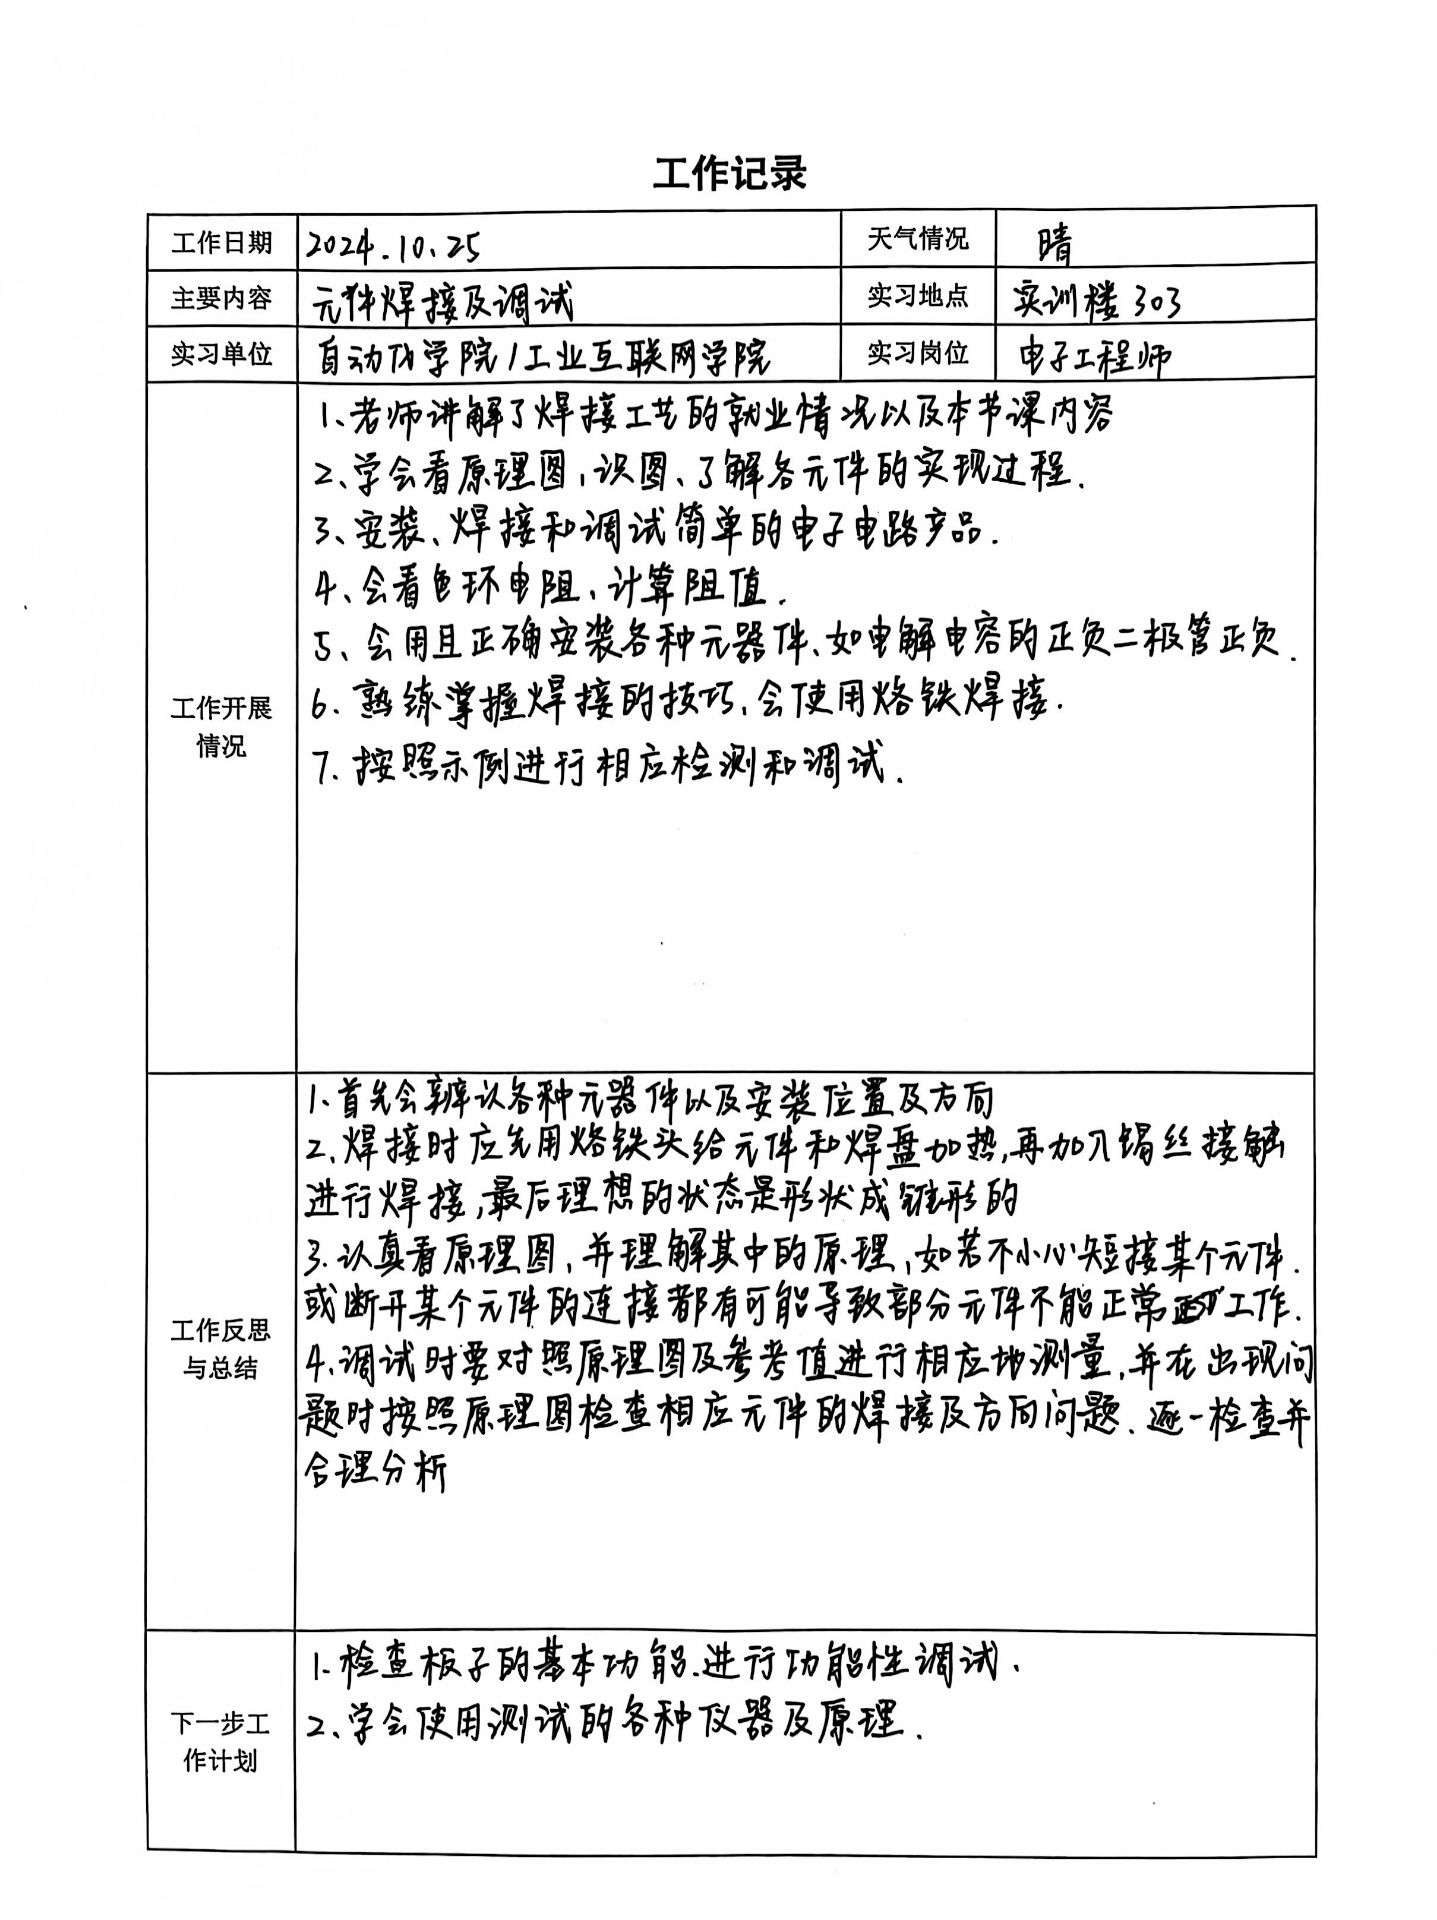 工作记录
工作日期 2024.10.25 天气情况 晴
主要内容 元件焊接及调试 实习地点 实训楼303
实习单位 自动化学院/工业互联网学院 实习岗位 电子工程师
1、老师讲解了焊接工艺的就业情况以及本节课内容
2、学会看原理图,识图、了解各元件的实现过程.
3、安装、焊接和调试简单的电子电路产品.
4、会看色环电阻,计算阻值.
5、会用且正确安装各种元器件、如电解电容的正负二极管正负.
工作开展
情况
6、熟练掌握焊接的技巧,会使用烙铁焊接.
7.按照示例进行相应检测和调试.
1、首先会辨认各种元器件以及安装位置及方向
2、焊接时应先用烙铁头给元件和焊盘加热,再加入锡丝接触
进行焊接,最后理想的状态是形状成锥形的
3.认真看原理图,并理解其中的原理,如若不小心短接某个元件.
或断开某个元件的连接都有可能导致部分元件不能正常工作.
工作反思
与总结
4.调试时要对照原理图及参考值进行相应地测量,并在出现问
题时按照原理图检查相应元件的焊接及方向问题.逐一检查并
合理分析
1.检查板子的基本功能.进行功能性调试.
2、学会使用测试的各种仪器及原理.
下一步工
作计划